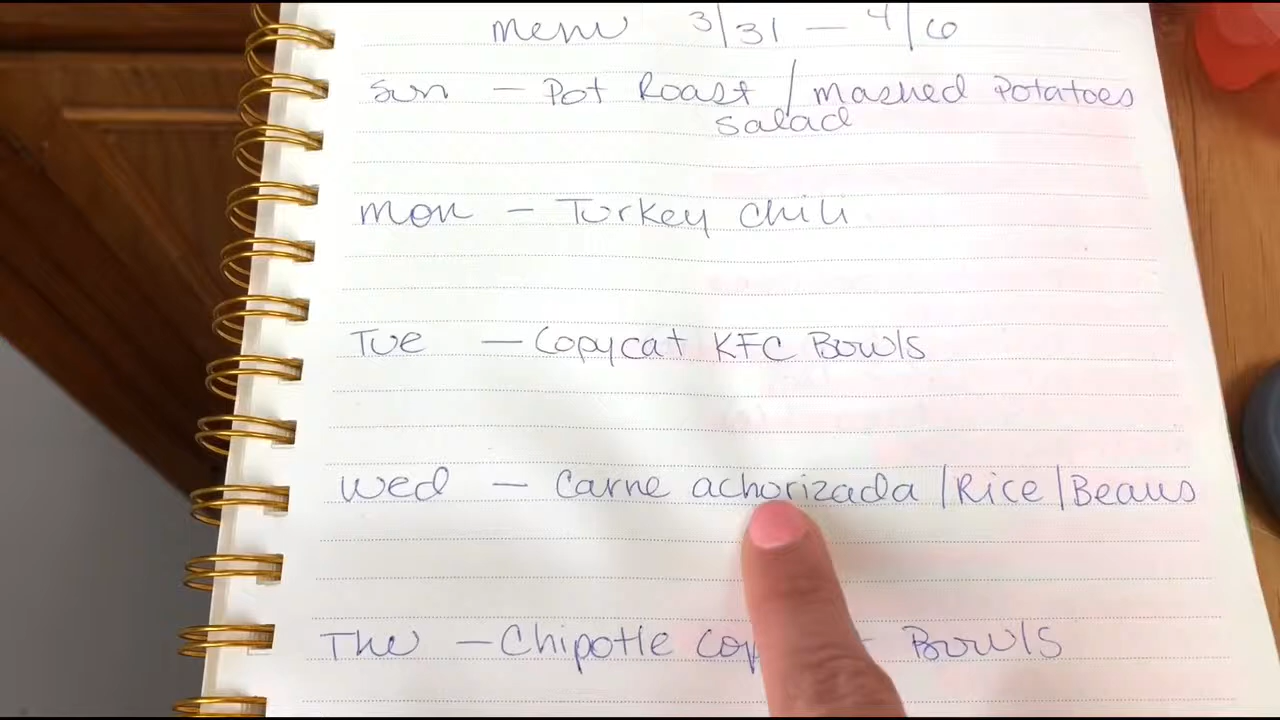 Menu 3/31 - 4/6
Sun - Pot Roast / Mashed Potatoes
Salad
Mon - Turkey Chili
Tue - Copycat KFC Bowls
Wed - Carne achorizada /Rice/Beans
Thu - Chipotle Bowls